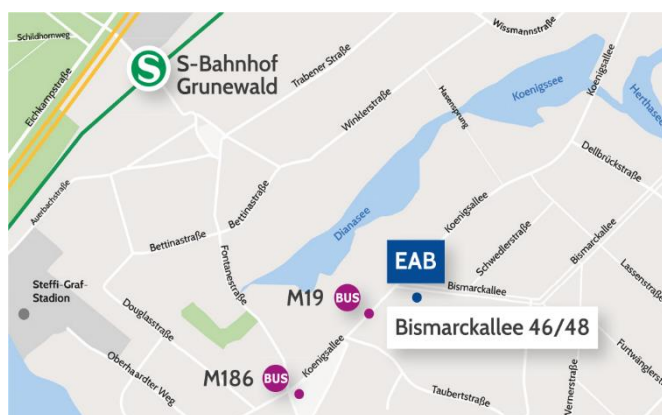 Schildhornweg
Eichkampstraße
S
S-Bahnhof
Grunewald
Trabener Straße
Wissmannstraße
Koenigssee
Koenigsallee
Herthasee
Winklerstraße
Hasensprung
Dellbrückstraße
Auerbachstraße
Bettinastraße
Bettinastraße
Dianasee
Koenigsallee
Schwedlerstraße
Bismarckallee
Fontanestraße
EAB
Lassenstraße
Steffi-Graf-
Stadion
Bismarckallee
M19 BUS
Bismarckallee 46/48
Douglasstraße
Koenigsallee
Furtwänglerstr
Oberhaardter Weg
M186 BUS
Taubertstraße
Vernerstraße